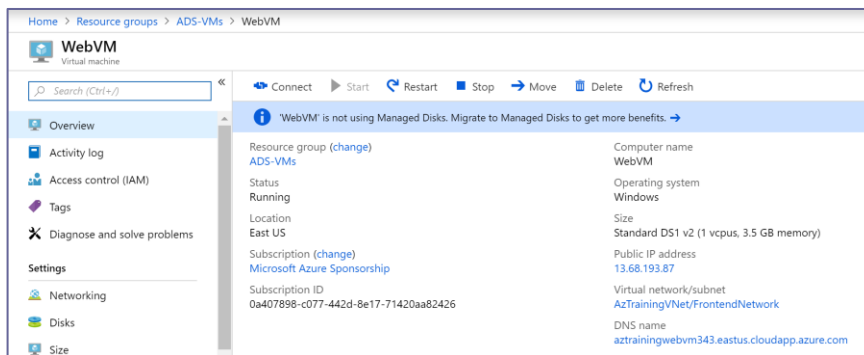 Home > Resource groups > ADS-VMs > WebVM
WebVM
Virtual machine
Search (Ctrl+/)
«
Overview
Activity log
Access control (IAM)
Tags
Diagnose and solve problems
Settings
Networking
Disks
Size
Connect Start Restart Stop Move Delete Refresh
'WebVM' is not using Managed Disks. Migrate to Managed Disks to get more benefits. →
Resource group (change)
ADS-VMs
Status
Running
Location
East US
Subscription (change)
Microsoft Azure Sponsorship
Subscription ID
0a407898-c077-442d-8e17-71420aa82426
Computer name
WebVM
Operating system
Windows
Size
Standard DS1 v2 (1 vcpus, 3.5 GB memory)
Public IP address
13.68.193.87
Virtual network/subnet
AzTrainingVNet/FrontendNetwork
DNS name
aztrainingwebvm343.eastus.cloudapp.azure.com